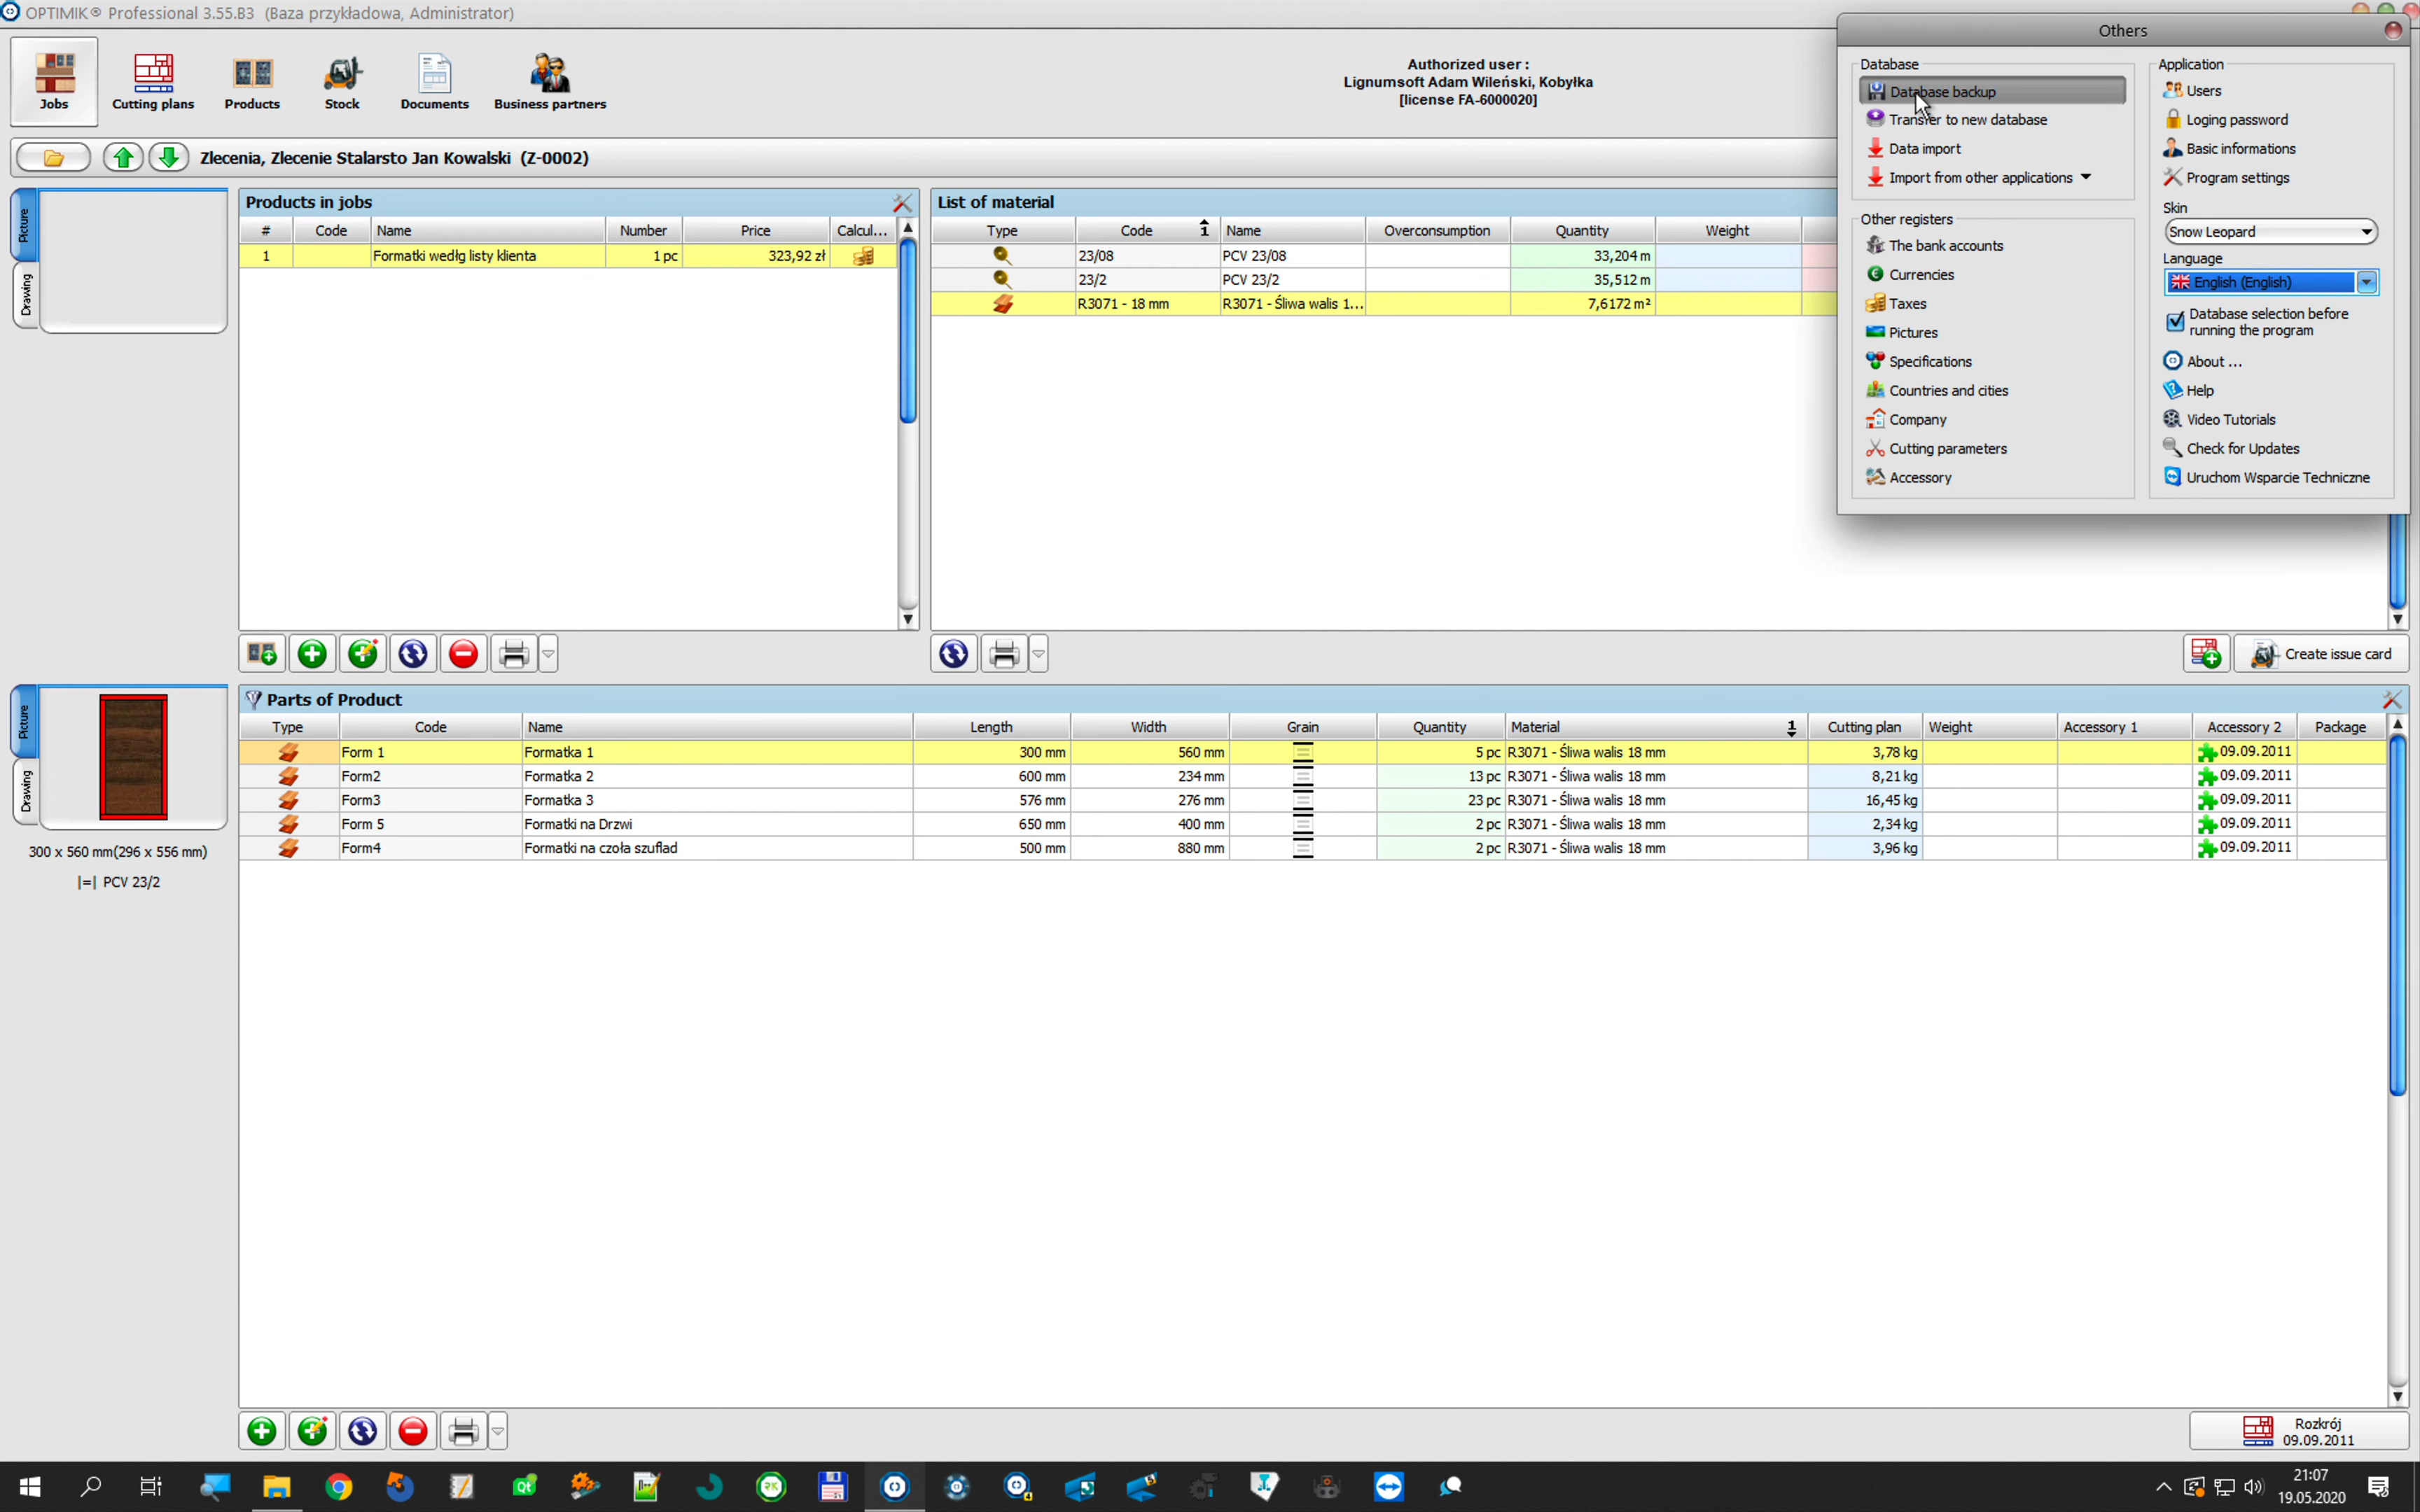 OPTIMIK® Professional 3.55.B3 (Baza przykładowa, Administrator)
Jobs
Cutting plans
Products
Stock
Documents
Business partners
Authorized user :
Lignumsoft Adam Wileński, Kobyłka
[license FA-6000020]
Zlecenia, Zlecenie Stalarsto Jan Kowalski (Z-0002)
Others
Database
Database backup
Transfer to new database
Data import
Import from other applications
Other registers
The bank accounts
Currencies
Taxes
Pictures
Specifications
Countries and cities
Company
Cutting parameters
Accessory
Application
Users
Loging password
Basic informations
Program settings
Skin
Snow Leopard
Language
English (English)
Database selection before
running the program
About ...
Help
Video Tutorials
Check for Updates
Uruchom Wsparcie Techniczne
Picture
Drawing
Products in jobs
# Code Name Number Price Calcul...
1 Formatki wedłg listy klienta 1 pc 323,92 zł
List of material
Type Code 1 Name Overconsumption Quantity Weight
23/08 PCV 23/08 33,204 m
23/2 PCV 23/2 35,512 m
R3071 - 18 mm R3071 - Śliwa walis 1... 7,6172 m²
Create issue card
Picture
Drawing
300 x 560 mm(296 x 556 mm)
|=| PCV 23/2
Parts of Product
Type Code Name Length Width Grain Quantity Material 1 Cutting plan Weight Accessory 1 Accessory 2 Package
Form 1 Formatka 1 300 mm 560 mm 5 pc R3071 - Śliwa walis 18 mm 3,78 kg 09.09.2011
Form2 Formatka 2 600 mm 234 mm 13 pc R3071 - Śliwa walis 18 mm 8,21 kg 09.09.2011
Form3 Formatka 3 576 mm 276 mm 23 pc R3071 - Śliwa walis 18 mm 16,45 kg 09.09.2011
Form 5 Formatki na Drzwi 650 mm 400 mm 2 pc R3071 - Śliwa walis 18 mm 2,34 kg 09.09.2011
Form4 Formatki na czoła szuflad 500 mm 880 mm 2 pc R3071 - Śliwa walis 18 mm 3,96 kg 09.09.2011
Rozkrój
09.09.2011
21:07
19.05.2020